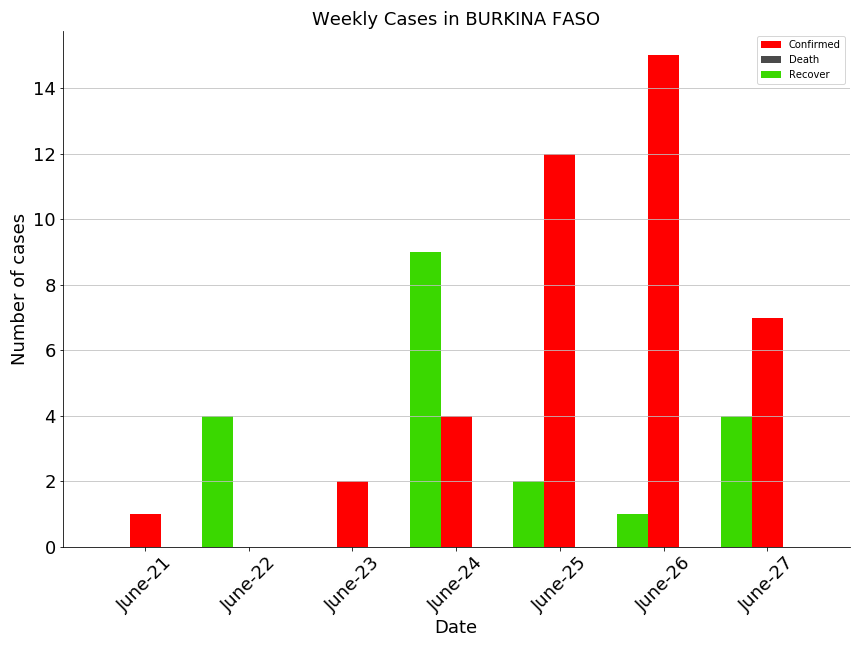 Weekly Cases in BURKINA FASO
Confirmed
Death
Recover
Number of cases
14
12
10
8
6
4
2
0
June-21
June-22
June-23
June-24
June-25
June-26
June-27
Date